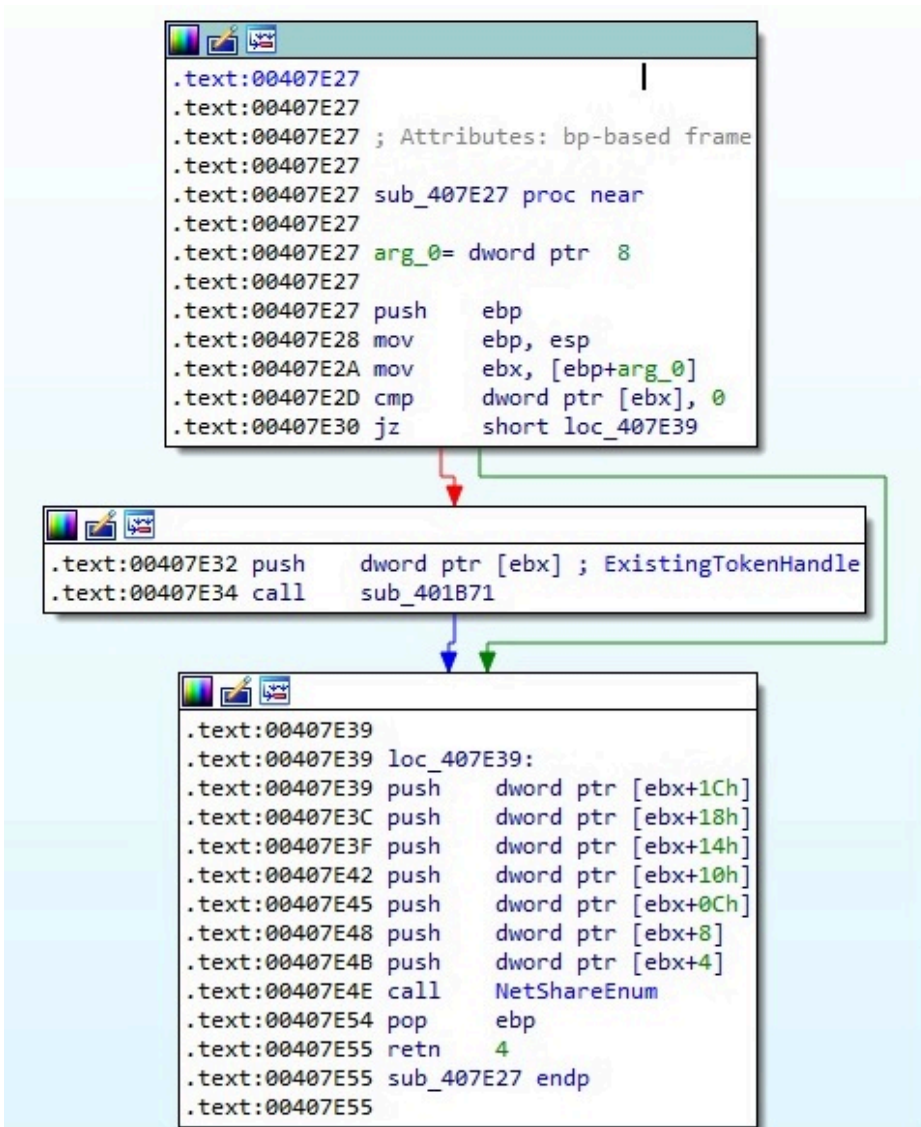 .text:00407E27
.text:00407E27
.text:00407E27 ; Attributes: bp-based frame
.text:00407E27
.text:00407E27 sub_407E27 proc near
.text:00407E27
.text:00407E27 arg_0= dword ptr  8
.text:00407E27
.text:00407E27 push    ebp
.text:00407E28 mov     ebp, esp
.text:00407E2A mov     ebx, [ebp+arg_0]
.text:00407E2D cmp     dword ptr [ebx], 0
.text:00407E30 jz      short loc_407E39
.text:00407E32 push    dword ptr [ebx] ; ExistingTokenHandle
.text:00407E34 call    sub_401B71
.text:00407E39
.text:00407E39 loc_407E39:
.text:00407E39 push    dword ptr [ebx+1Ch]
.text:00407E3C push    dword ptr [ebx+18h]
.text:00407E3F push    dword ptr [ebx+14h]
.text:00407E42 push    dword ptr [ebx+10h]
.text:00407E45 push    dword ptr [ebx+0Ch]
.text:00407E48 push    dword ptr [ebx+8]
.text:00407E4B push    dword ptr [ebx+4]
.text:00407E4E call    NetShareEnum
.text:00407E54 pop     ebp
.text:00407E55 retn    4
.text:00407E55 sub_407E27 endp
.text:00407E55